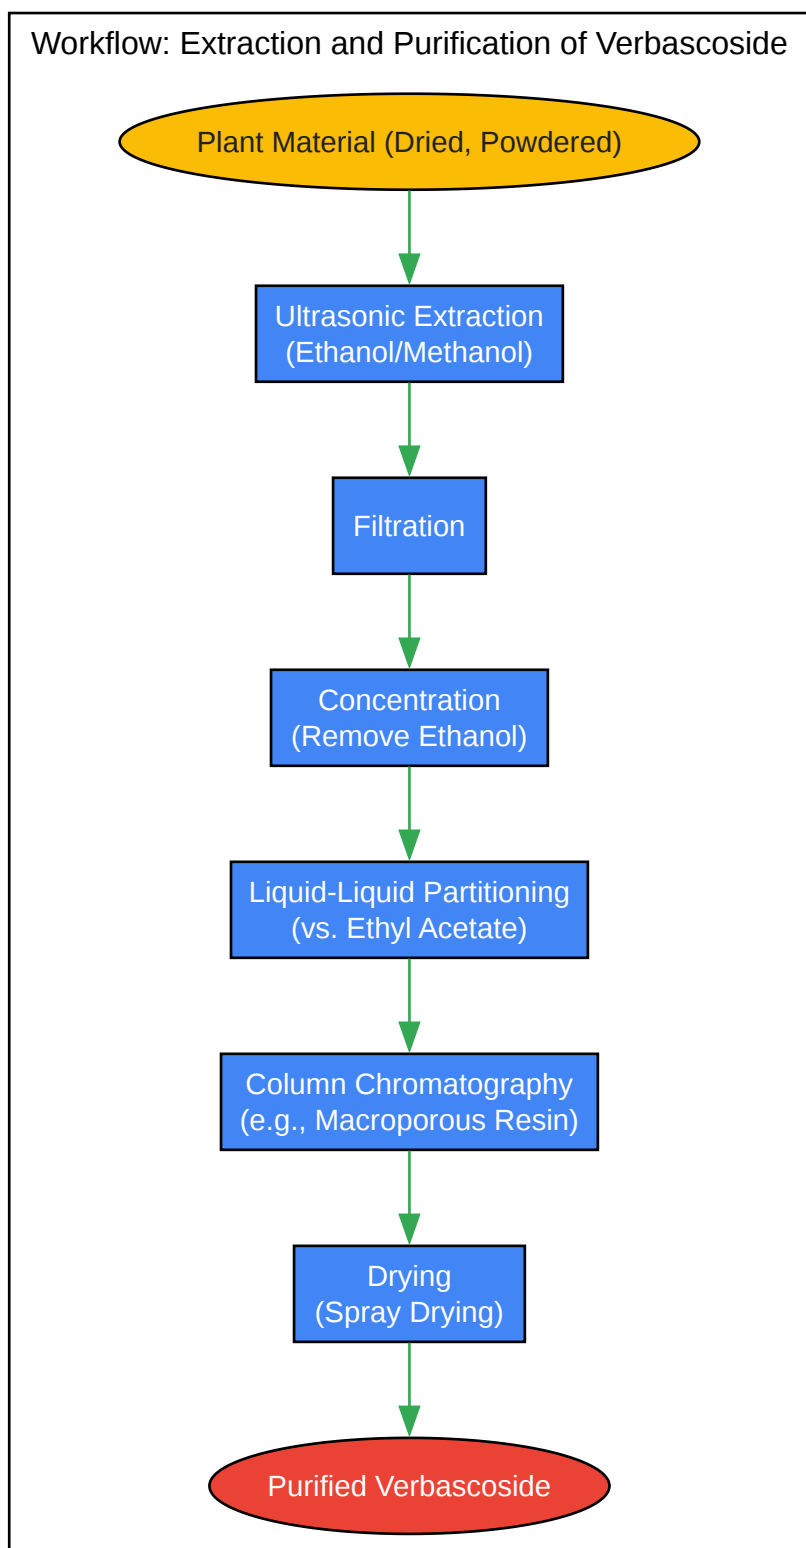 Workflow: Extraction and Purification of Verbascoside
Plant Material (Dried, Powdered)
Ultrasonic Extraction
(Ethanol/Methanol)
Filtration
Concentration
(Remove Ethanol)
Liquid-Liquid Partitioning
(vs. Ethyl Acetate)
Column Chromatography
(e.g., Macroporous Resin)
Drying
(Spray Drying)
Purified Verbascoside